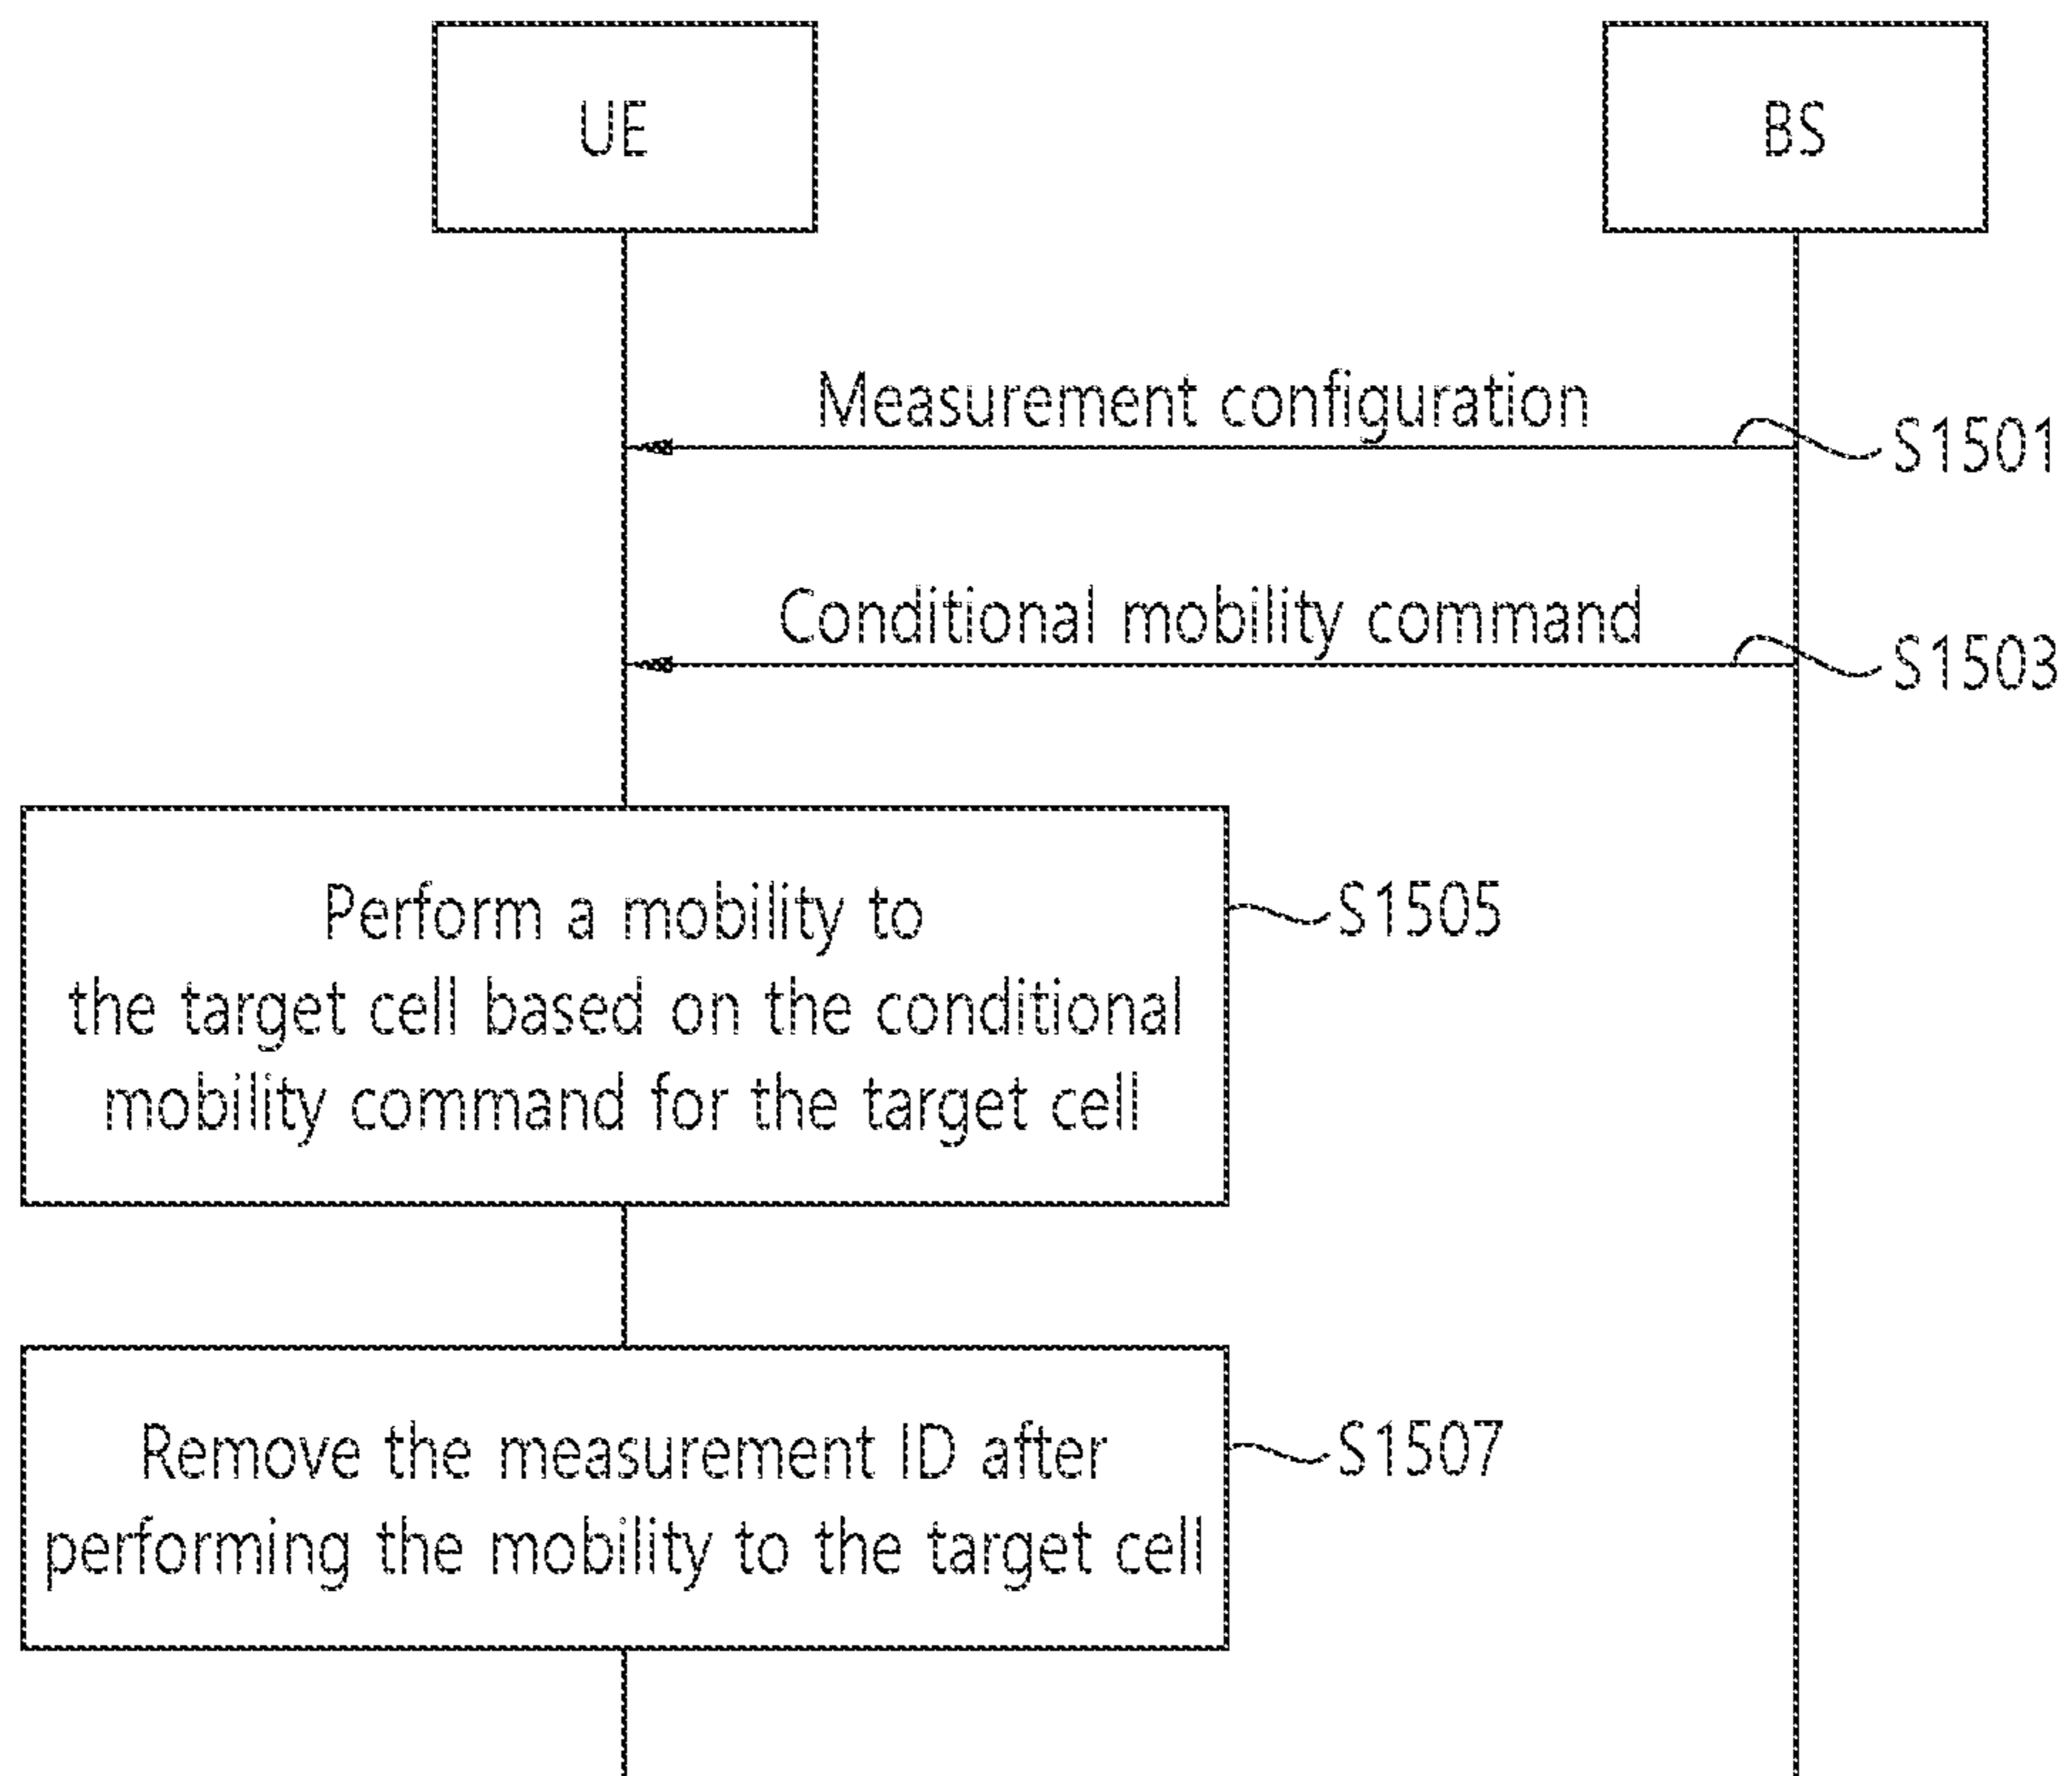 UE
BS
Measurement configuration
S1501
Conditional mobility command
S1503
Perform a mobility to
the target cell based on the conditional
mobility command for the target cell
S1505
Remove the measurement ID after
performing the mobility to the target cell
S1507